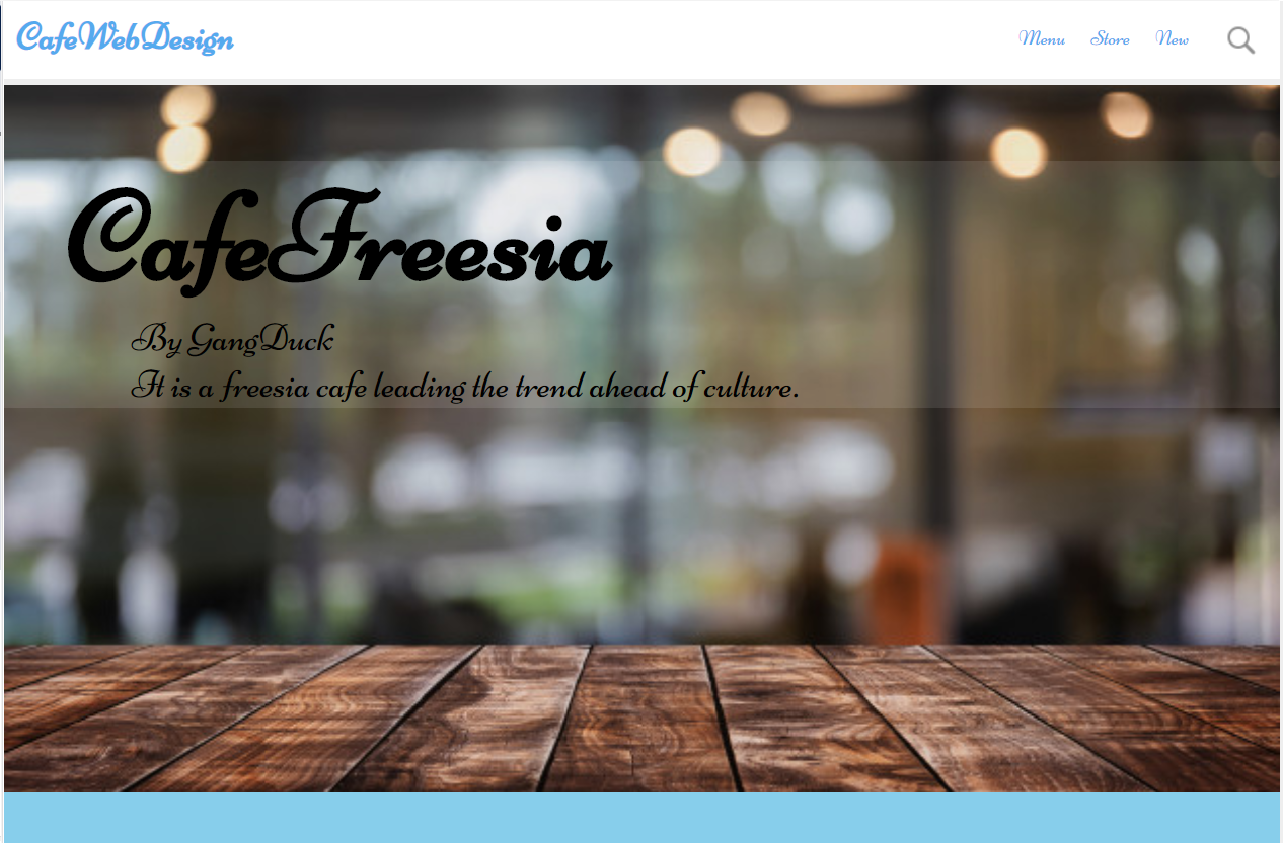 CafeWebDesign
Menu Store New
CafeFreesia
By GangDuck
It is a freesia cafe leading the trend ahead of culture.